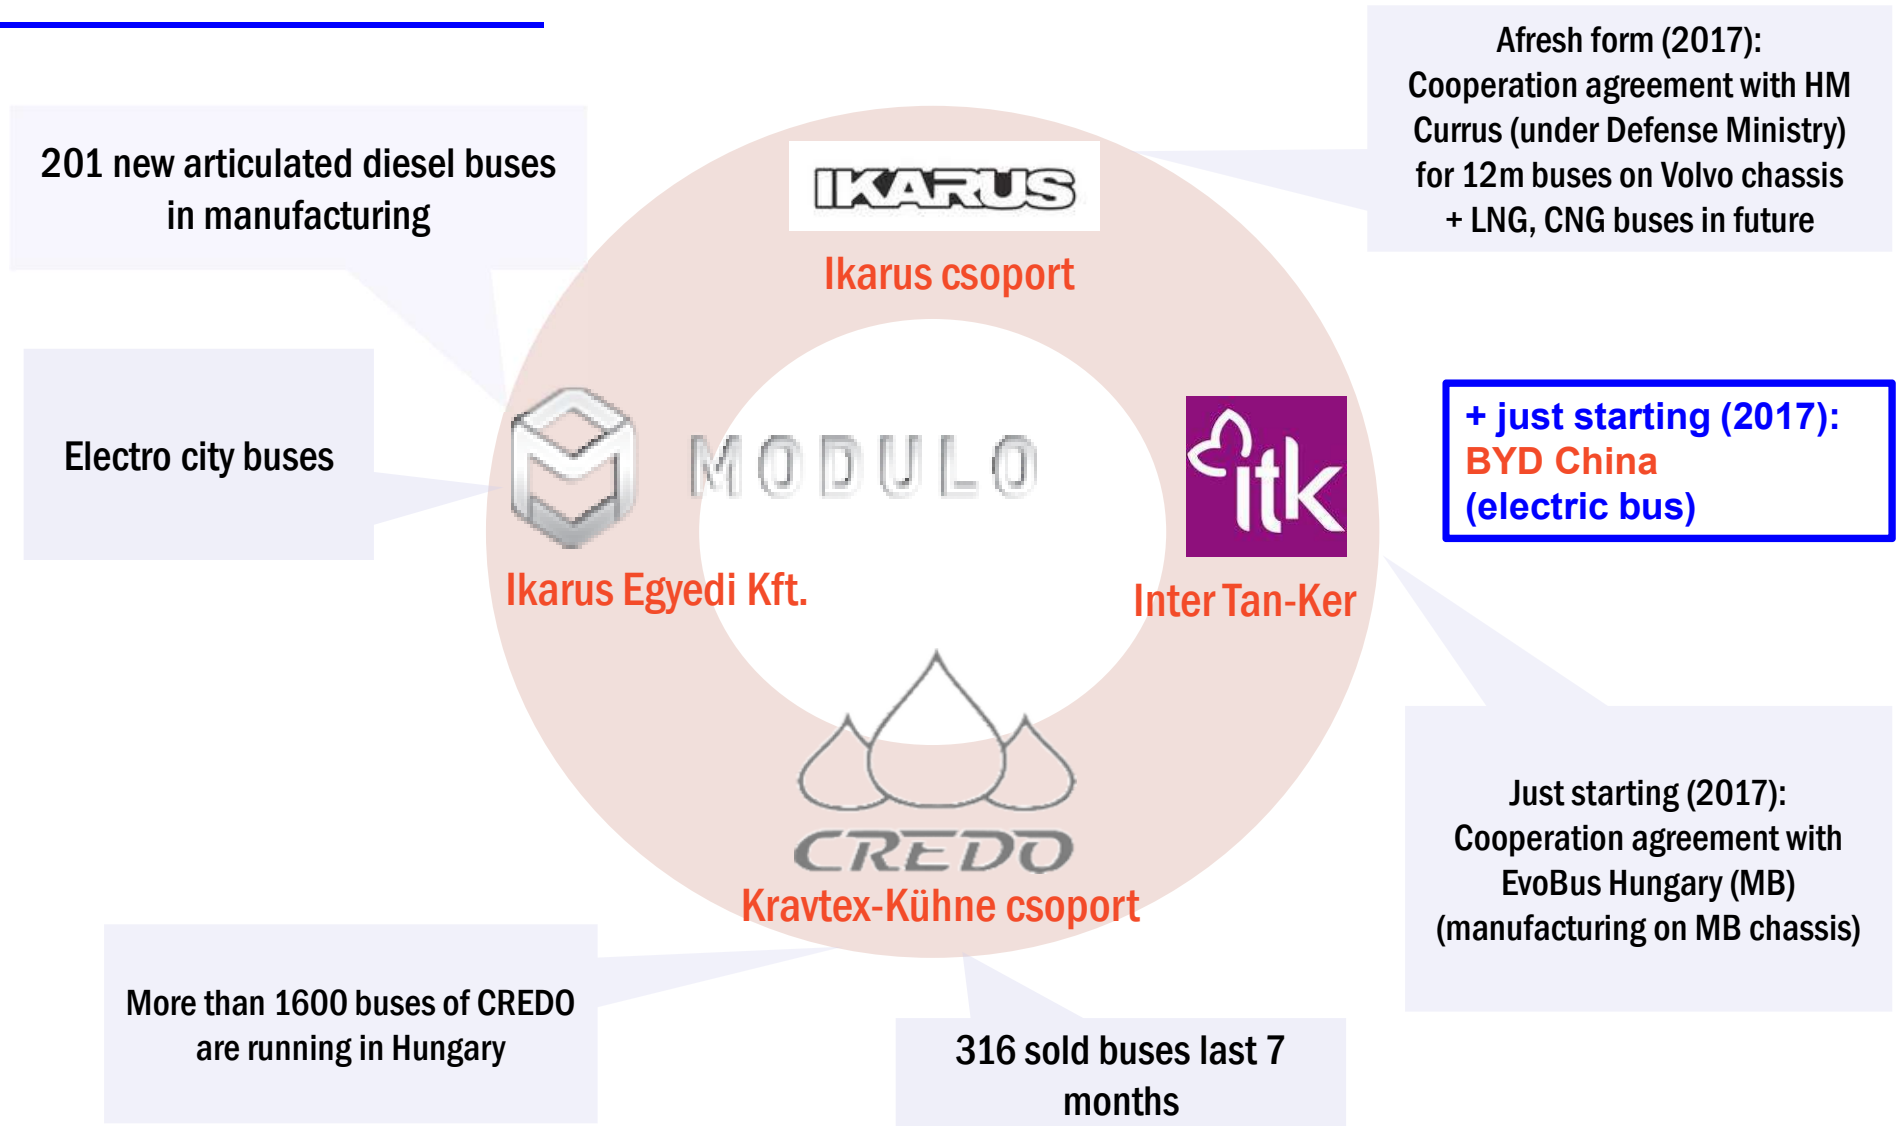 Afresh form (2017):
Cooperation agreement with HM
Currus (under Defense Ministry)
for 12m buses on Volvo chassis
+ LNG, CNG buses in future
201 new articulated diesel buses
in manufacturing
IKARUS
Ikarus csoport
Electro city buses
MODULO
Ikarus Egyedi Kft.
itk
Inter Tan-Ker
+ just starting (2017):
BYD China
(electric bus)
CREDO
Kravtex-Kühne csoport
Just starting (2017):
Cooperation agreement with
EvoBus Hungary (MB)
(manufacturing on MB chassis)
More than 1600 buses of CREDO
are running in Hungary
316 sold buses last 7
months